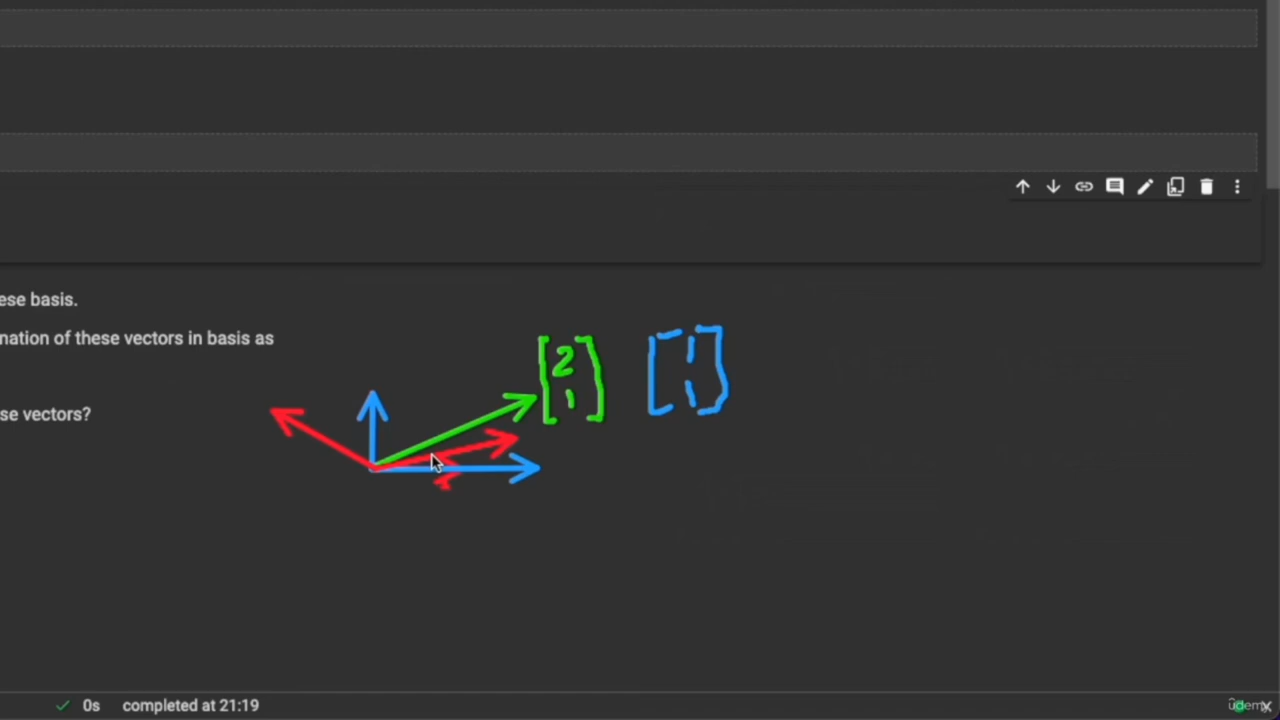 ese basis.
nation of these vectors in basis as
se vectors?
[2 1] [1 1]
0s completed at 21:19
ûdemy